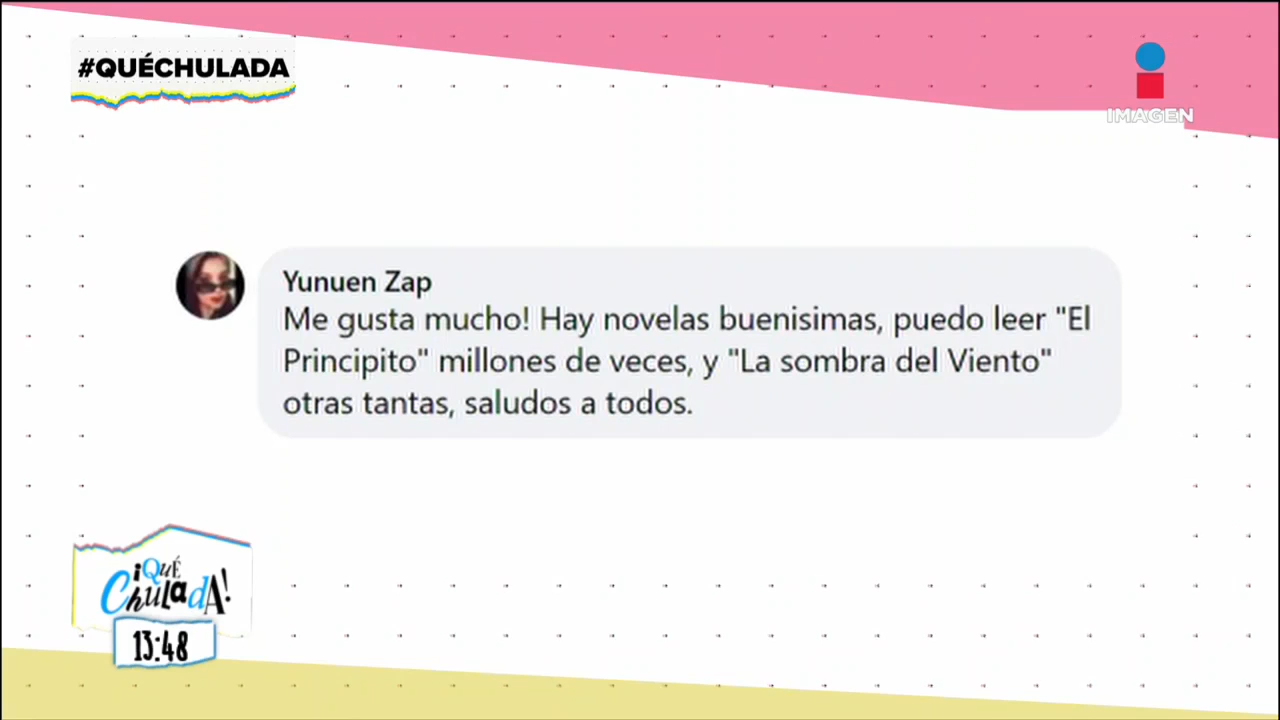 #QUÉCHULADA
IMAGEN
Yunuen Zap
Me gusta mucho! Hay novelas buenisimas, puedo leer "El
Principito" millones de veces, y "La sombra del Viento"
otras tantas, saludos a todos.
¡QUÉ
ChuladA!
13:48